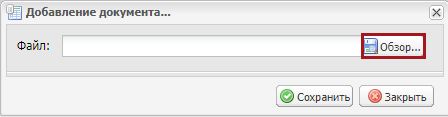 Добавление документа...
Файл: Обзор...
Сохранить Закрыть